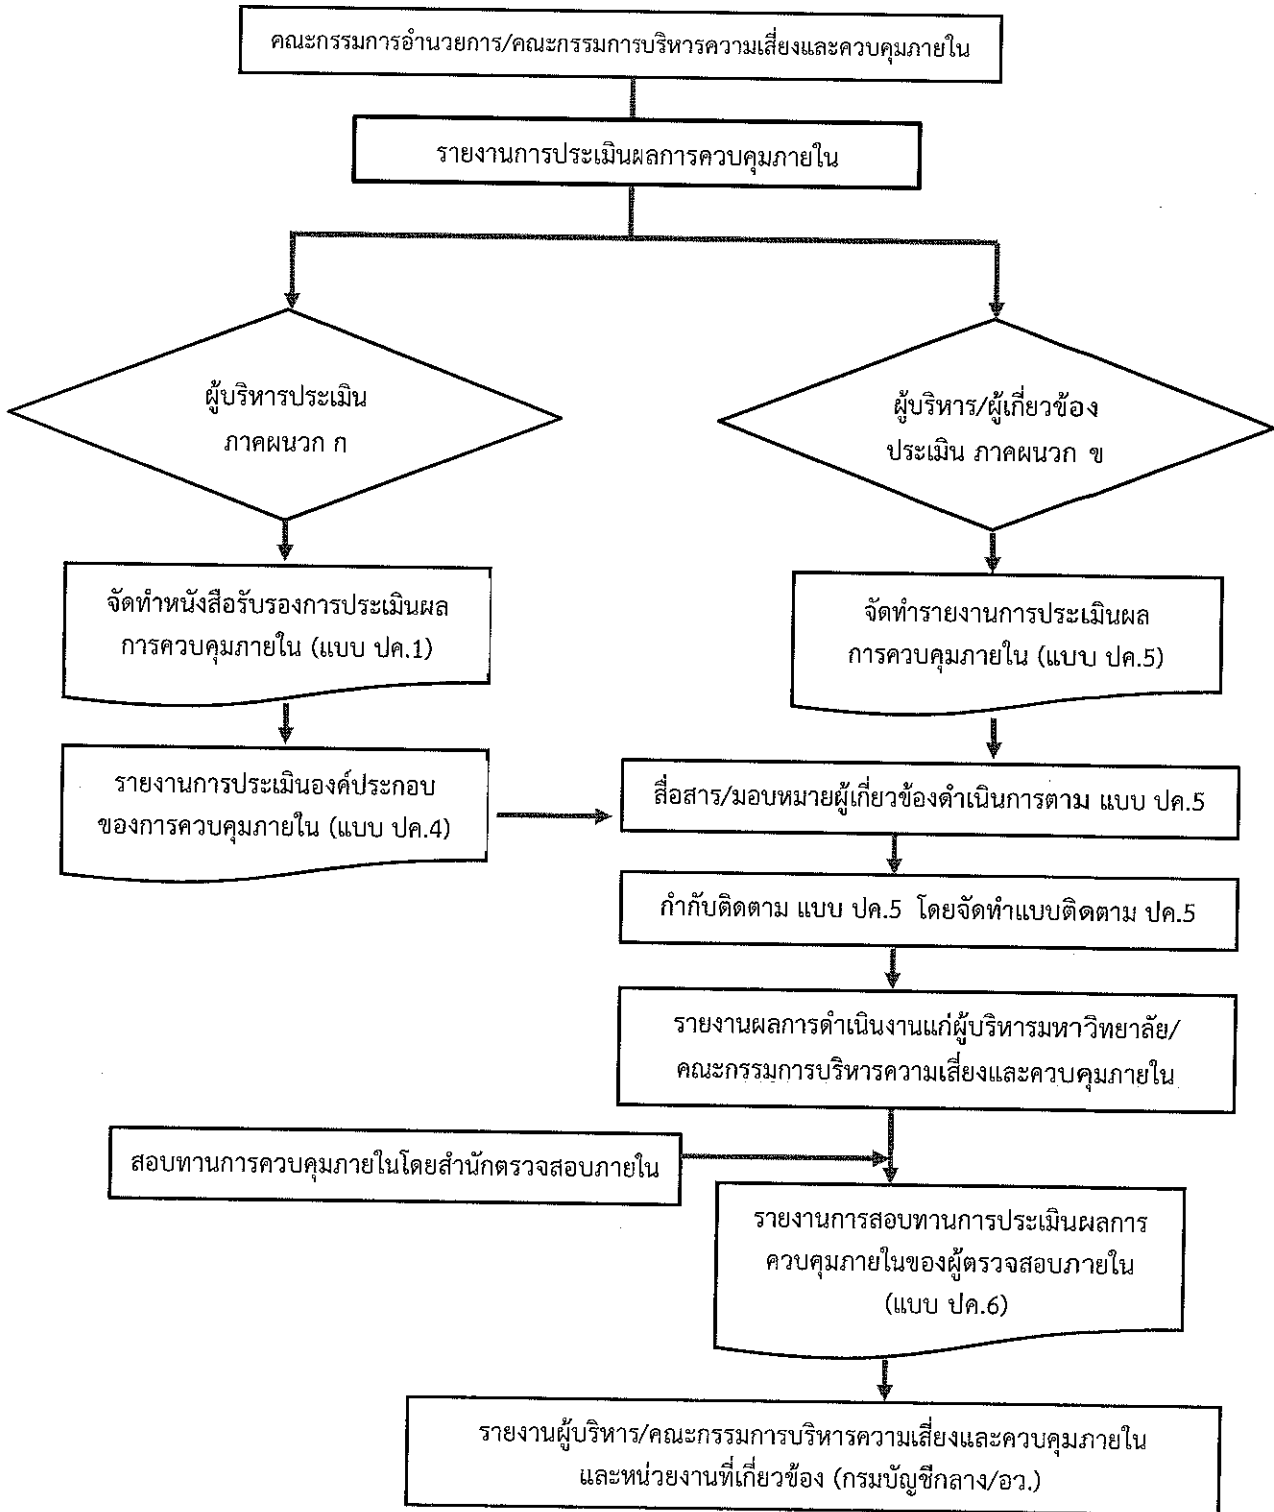 คณะกรรมการอำนวยการ/คณะกรรมการบริหารความเสี่ยงและควบคุมภายใน
รายงานการประเมินผลการควบคุมภายใน
ผู้บริหารประเมิน
ภาคผนวก ก
ผู้บริหาร/ผู้เกี่ยวข้อง
ประเมิน ภาคผนวก ข
จัดทำหนังสือรับรองการประเมินผล
การควบคุมภายใน (แบบ ปค.1)
จัดทำรายงานการประเมินผล
การควบคุมภายใน (แบบ ปค.5)
รายงานการประเมินองค์ประกอบ
ของการควบคุมภายใน (แบบ ปค.4)
สื่อสาร/มอบหมายผู้เกี่ยวข้องดำเนินการตาม แบบ ปค.5
กำกับติดตาม แบบ ปค.5 โดยจัดทำแบบติดตาม ปค.5
รายงานผลการดำเนินงานแก่ผู้บริหารมหาวิทยาลัย/
คณะกรรมการบริหารความเสี่ยงและควบคุมภายใน
สอบทานการควบคุมภายในโดยสำนักตรวจสอบภายใน
รายงานการสอบทานการประเมินผลการ
ควบคุมภายในของผู้ตรวจสอบภายใน
(แบบ ปค.6)
รายงานผู้บริหาร/คณะกรรมการบริหารความเสี่ยงและควบคุมภายใน
และหน่วยงานที่เกี่ยวข้อง (กรมบัญชีกลาง/อว.)